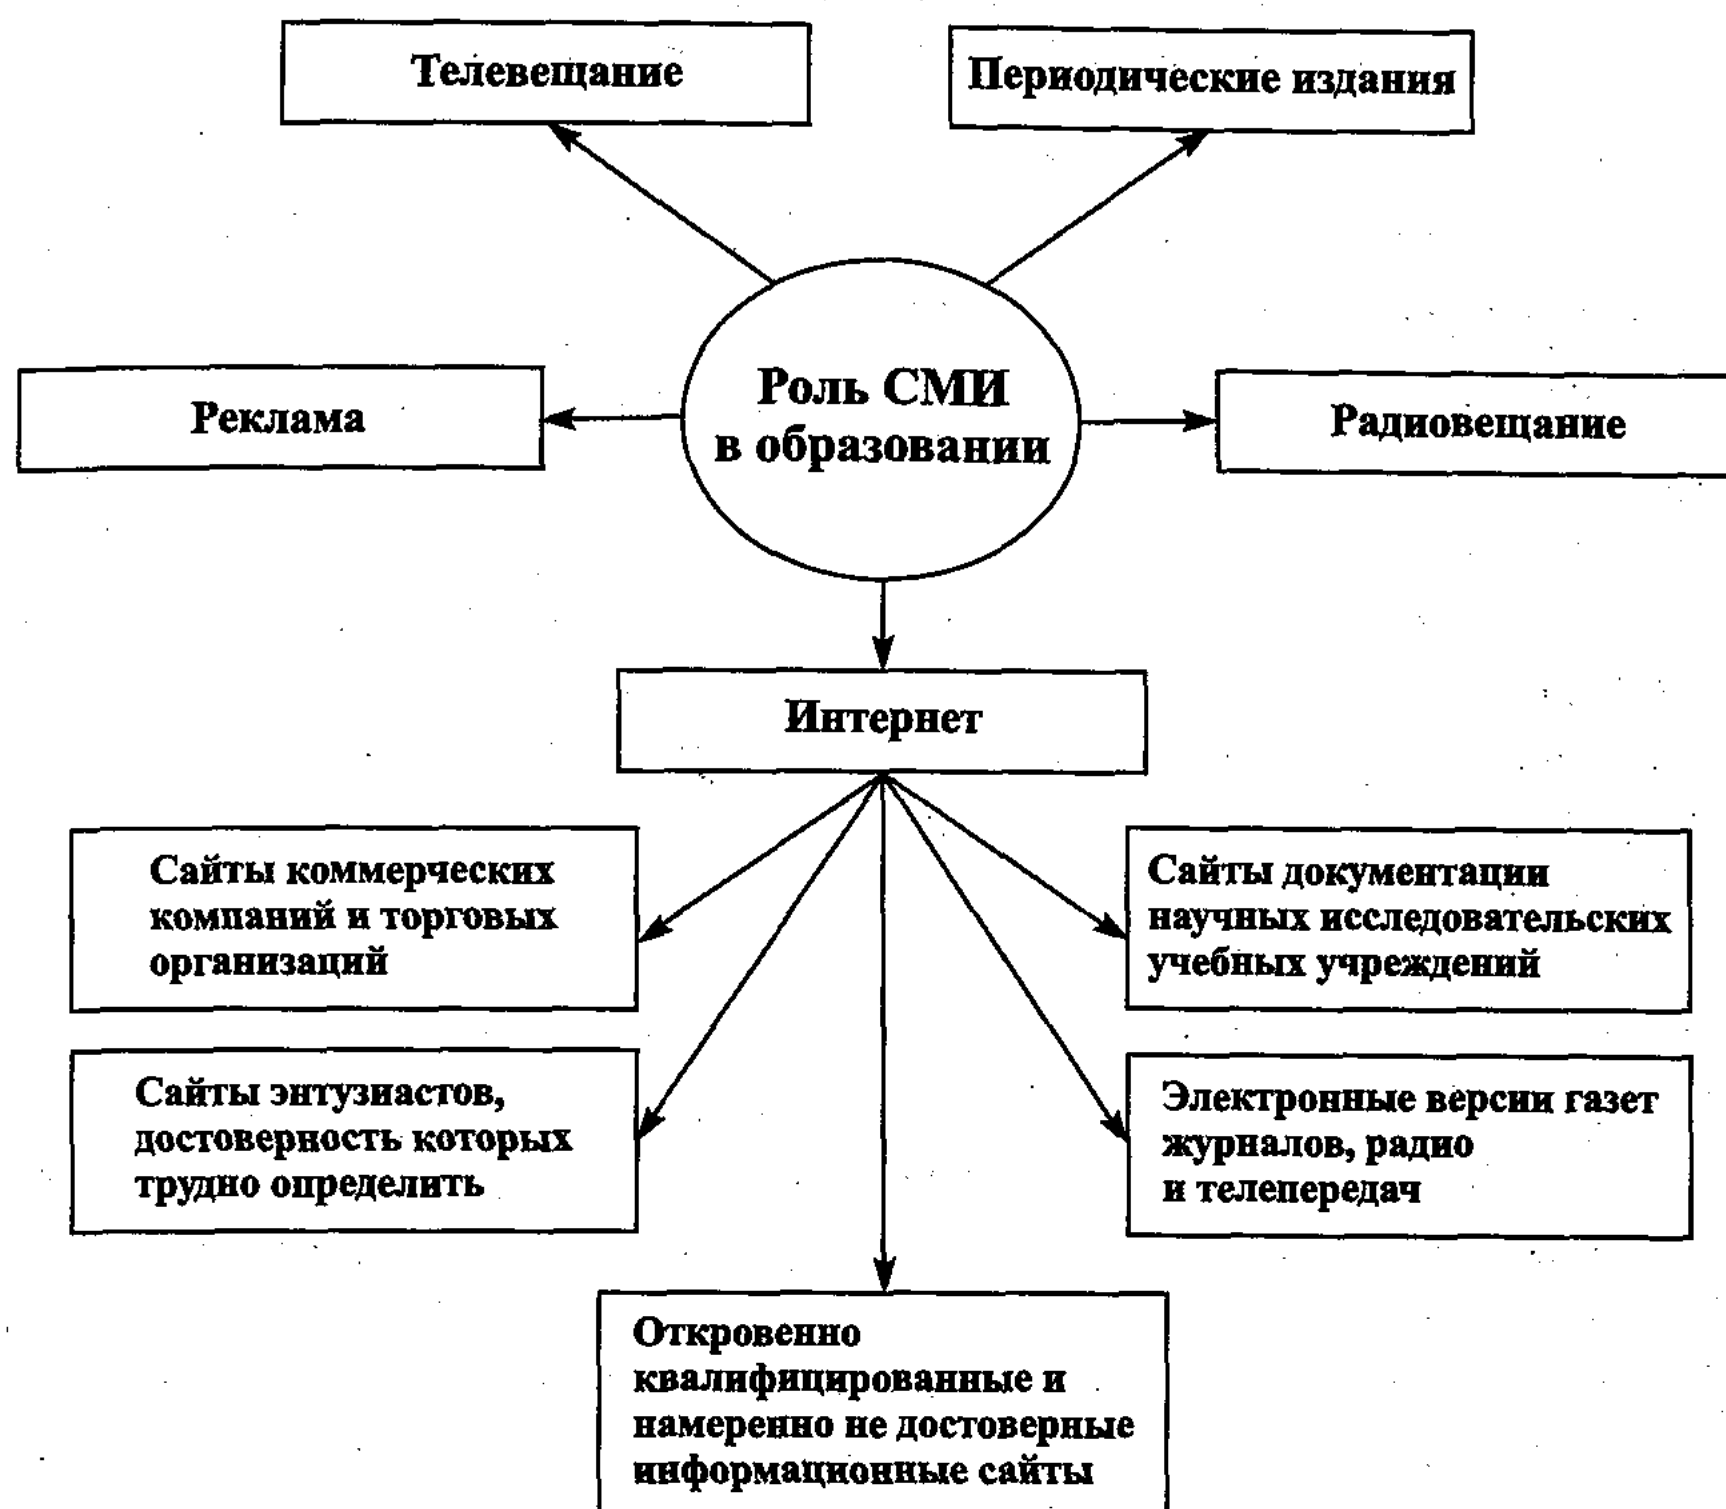 Телевещание
Периодические издания
Реклама
Роль СМИ
в образовании
Радиовещание
Интернет
Сайты коммерческих
компаний и торговых
организаций
Сайты документации
научных исследовательских
учебных учреждений
Сайты энтузиастов,
достоверность которых
трудно определить
Электронные версии газет
журналов, радио
и телепередач
Откровенно
квалифицированные и
намеренно не достоверные
информационные сайты